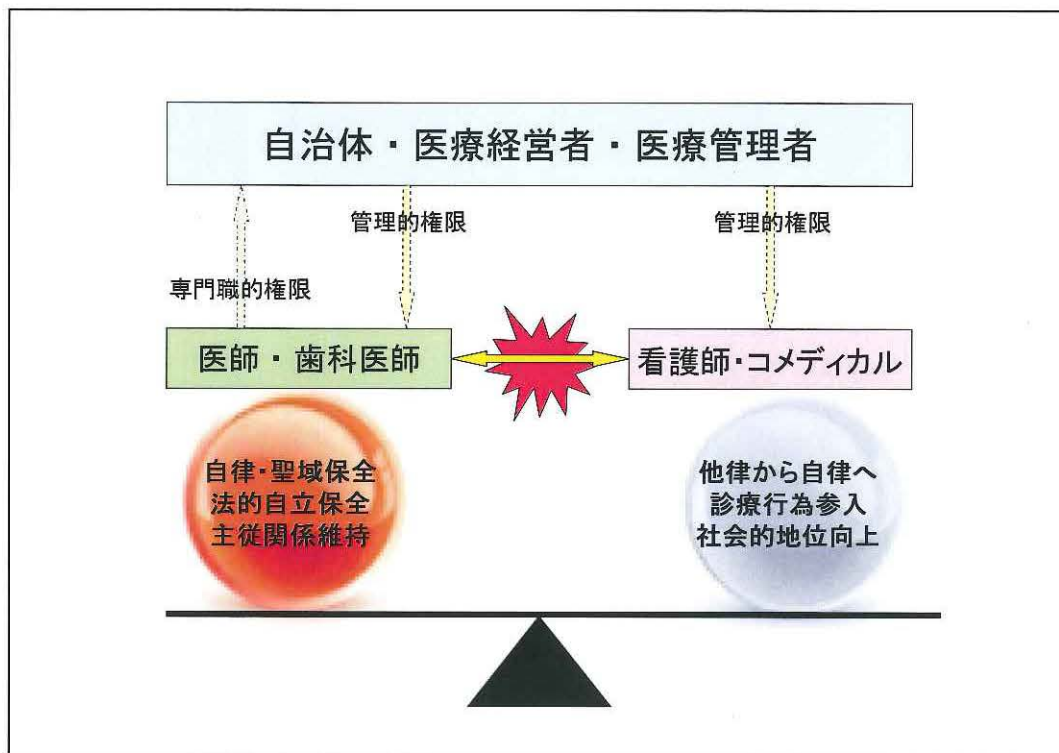 自治体・医療経営者・医療管理者
管理的権限
管理的権限
専門職的権限
医師・歯科医師
看護師・コメディカル
自律・聖域保全
法的自立保全
主従関係維持
他律から自律へ
診療行為参入
社会的地位向上